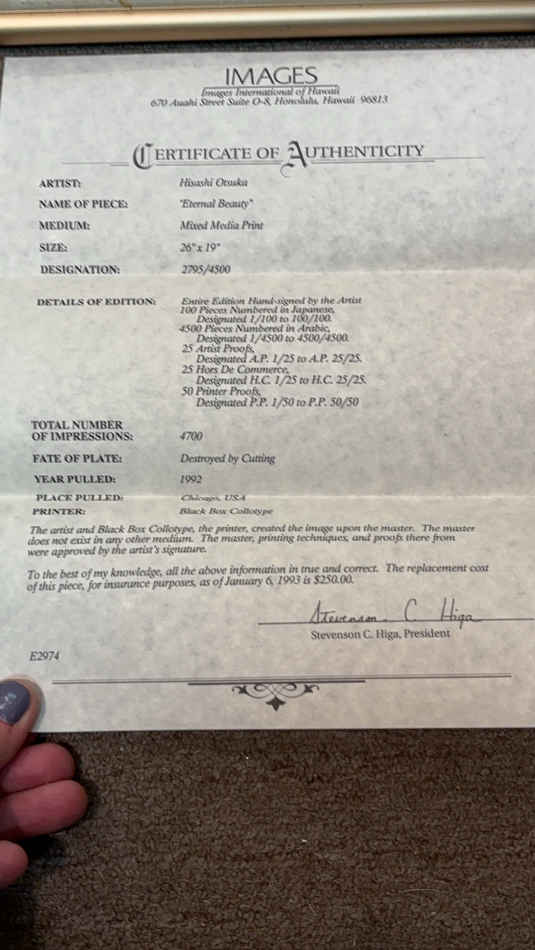 IMAGES
Images International of Hawaii
670 Auahi Street Suite O-8, Honolulu, Hawaii 96813
CERTIFICATE OF AUTHENTICITY
ARTIST: Hisashi Otsuka
NAME OF PIECE: "Eternal Beauty"
MEDIUM: Mixed Media Print
SIZE: 26" x 19"
DESIGNATION: 2795/4500
DETAILS OF EDITION: Entire Edition Hand-signed by the Artist
100 Pieces Numbered in Japanese,
Designated 1/100 to 100/100.
4500 Pieces Numbered in Arabic,
Designated 1/4500 to 4500/4500.
25 Artist Proofs,
Designated A.P. 1/25 to A.P. 25/25.
25 Hors De Commerce,
Designated H.C. 1/25 to H.C. 25/25.
50 Printer Proofs,
Designated P.P. 1/50 to P.P. 50/50
TOTAL NUMBER
OF IMPRESSIONS: 4700
FATE OF PLATE: Destroyed by Cutting
YEAR PULLED: 1992
PLACE PULLED: Chicago, USA
PRINTER: Black Box Collotype
The artist and Black Box Collotype, the printer, created the image upon the master. The master
does not exist in any other medium. The master, printing techniques, and proofs there from
were approved by the artist's signature.
To the best of my knowledge, all the above information in true and correct. The replacement cost
of this piece, for insurance purposes, as of January 6, 1993 is $250.00.
Stevenson C Higa
Stevenson C. Higa, President
E2974